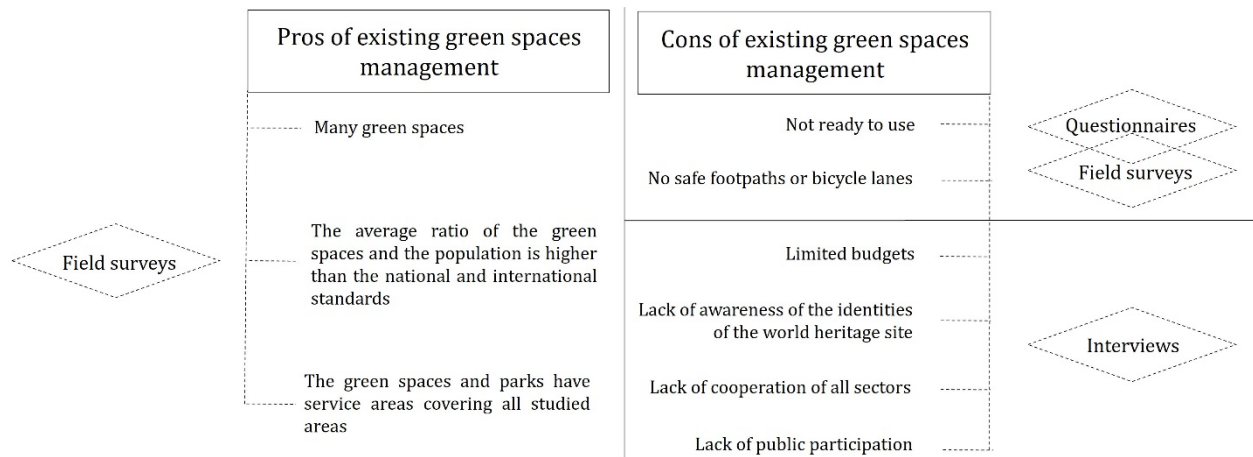 Pros of existing green spaces
management
Many green spaces
The average ratio of the green
spaces and the population is higher
than the national and international
standards
The green spaces and parks have
service areas covering all studied
areas
Field surveys
Cons of existing green spaces
management
Not ready to use
No safe footpaths or bicycle lanes
Questionnaires
Field surveys
Limited budgets
Lack of awareness of the identities
of the world heritage site
Lack of cooperation of all sectors
Lack of public participation
Interviews